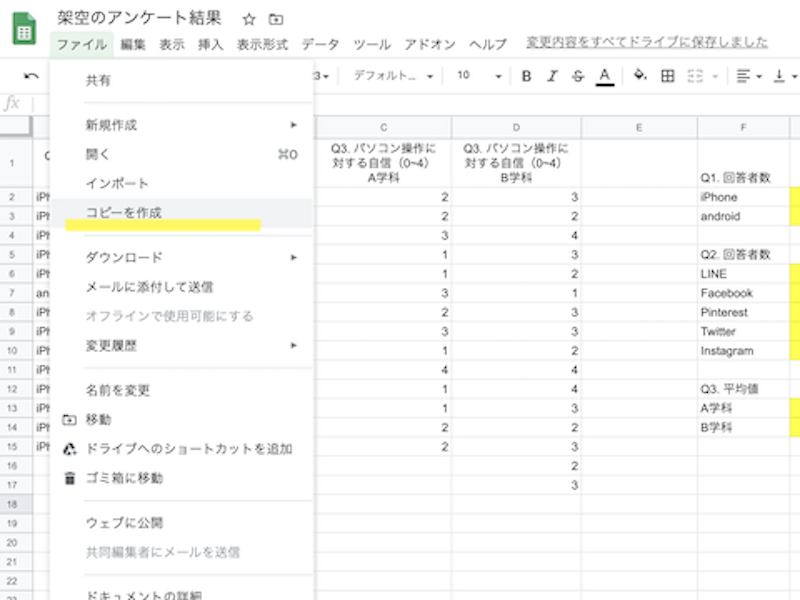 架空のアンケート結果
ファイル 編集 表示 挿入 表示形式 データ ツール アドオン ヘルプ 変更内容をすべてドライブに保存しました
デフォルト... 10 B I S A
fx
共有
新規作成
開く ⌘O
インポート
コピーを作成
ダウンロード
メールに添付して送信
オフラインで使用可能にする
変更履歴
名前を変更
移動
ドライブへのショートカットを追加
ゴミ箱に移動
ウェブに公開
共同編集者にメールを送信
ドキュメントの詳細
C D E F
1 Q3. パソコン操作に対する自信（0~4） A学科 Q3. パソコン操作に対する自信（0~4） B学科 Q1. 回答者数
2 iPh 2 3 iPhone
3 iPh 2 2 android
4 iPh 3 4
5 iPh 1 3 Q2. 回答者数
6 iPh 1 2 LINE
7 an 3 1 Facebook
8 iPh 2 3 Pinterest
9 iPh 3 3 Twitter
10 iPh 1 2 Instagram
11 iPh 4 4
12 iPh 1 4 Q3. 平均値
13 iPh 1 3 A学科
14 iPh 2 2 B学科
15 iPh 2 3
16 2
17 3
18
19
20
21
22